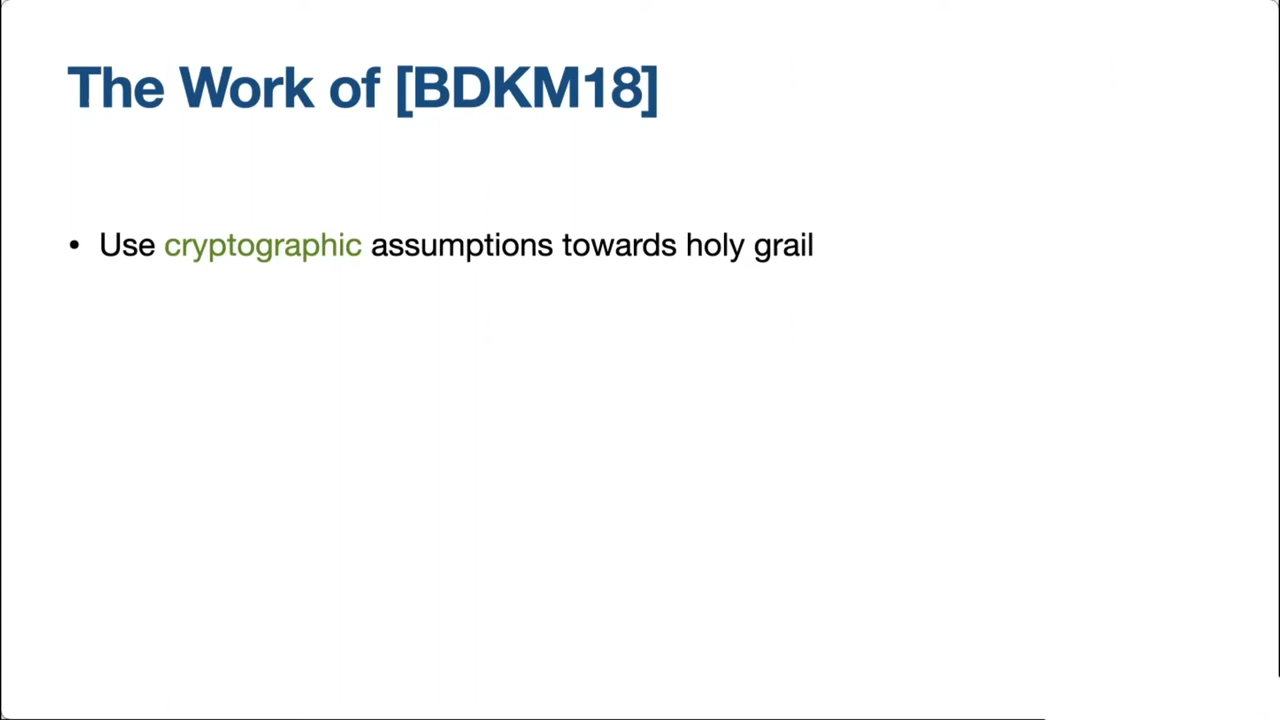 The Work of [BDKM18]
• Use cryptographic assumptions towards holy grail